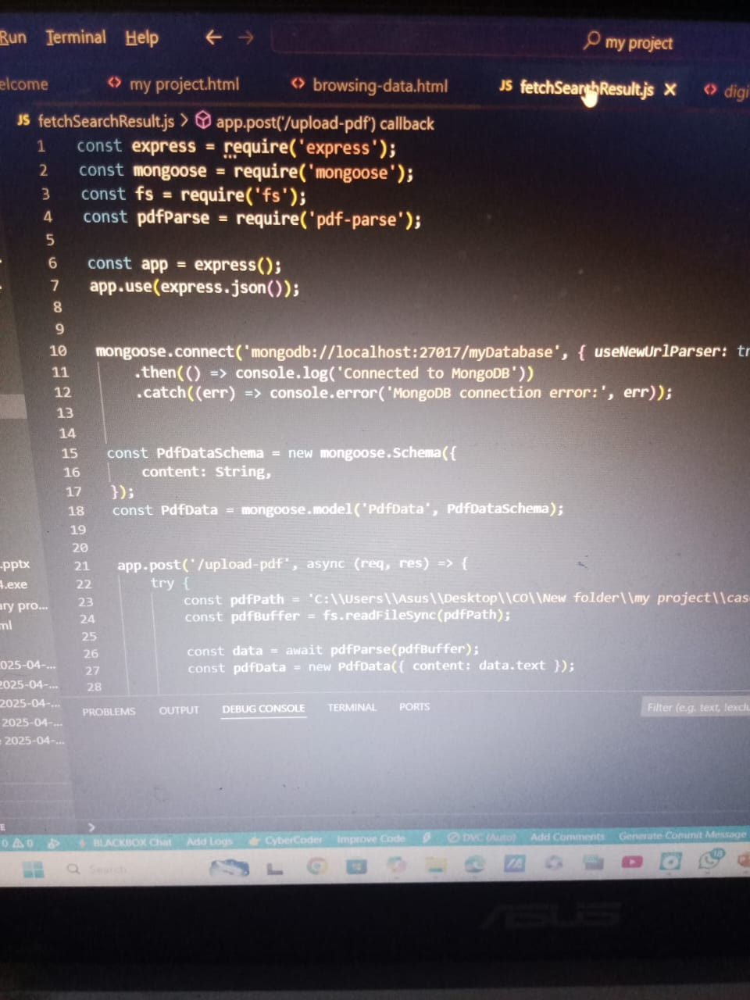 Run Terminal Help ← → my project
elcome <> my project.html <> browsing-data.html JS fetchSearchResult.js X <> digi
JS fetchSearchResult.js > app.post('/upload-pdf') callback
1 const express = require('express');
2 const mongoose = require('mongoose');
3 const fs = require('fs');
4 const pdfParse = require('pdf-parse');
5
6 const app = express();
7 app.use(express.json());
8
9
10 mongoose.connect('mongodb://localhost:27017/myDatabase', { useNewUrlParser: tr
11 .then(() => console.log('Connected to MongoDB'))
12 .catch((err) => console.error('MongoDB connection error:', err));
13
14
15 const PdfDataSchema = new mongoose.Schema({
16 content: String,
17 });
18 const PdfData = mongoose.model('PdfData', PdfDataSchema);
19
20
21 app.post('/upload-pdf', async (req, res) => {
22 try {
23 const pdfPath = 'C:\\Users\\Asus\\Desktop\\CO\\New folder\\my project\\cas
24 const pdfBuffer = fs.readFileSync(pdfPath);
25
26 const data = await pdfParse(pdfBuffer);
27 const pdfData = new PdfData({ content: data.text });
28
.pptx
4.exe
ary pro...
ml
025-04-...
2025-04-...
2025-04-...
2025-04-...
2025-04-...
PROBLEMS OUTPUT DEBUG CONSOLE TERMINAL PORTS Filter (e.g. text, !exclu
>
0 0 BLACKBOX Chat Add Logs CyberCoder Improve Code DVC (Auto) Add Comments Generate Commit Message
Search
18
ASUS